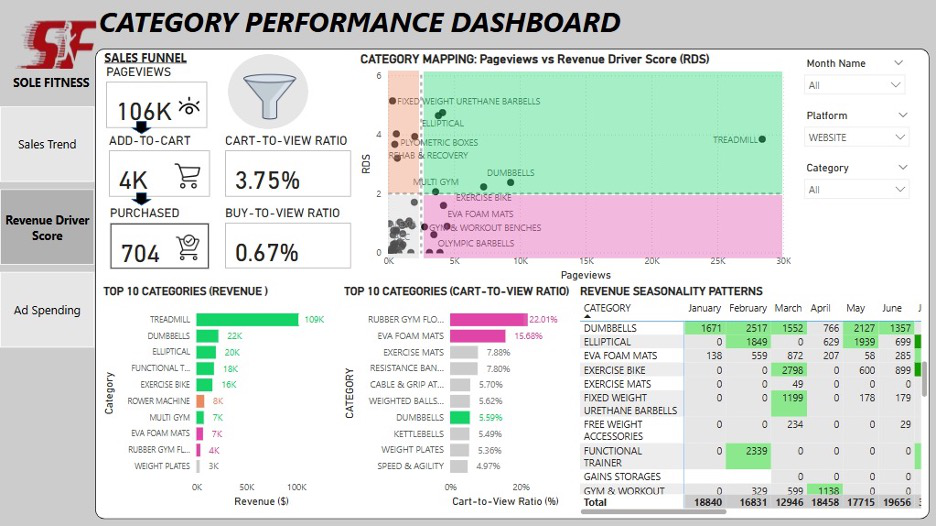 CATEGORY PERFORMANCE DASHBOARD
SF
SOLE FITNESS
Sales Trend
Revenue Driver
Score
Ad Spending
SALES FUNNEL
PAGEVIEWS
106K
ADD-TO-CART
4K
PURCHASED
704
CART-TO-VIEW RATIO
3.75%
BUY-TO-VIEW RATIO
0.67%
CATEGORY MAPPING: Pageviews vs Revenue Driver Score (RDS)
RDS
6
4
2
0
FIXED WEIGHT URETHANE BARBELLS
ELLIPTICAL
TREADMILL
PLYOMETRIC BOXES
REHAB & RECOVERY
DUMBBELLS
MULTI GYM
EXERCISE BIKE
EVA FOAM MATS
GYM & WORKOUT BENCHES
OLYMPIC BARBELLS
0K 5K 10K 15K 20K 25K 30K
Pageviews
Month Name
All
Platform
WEBSITE
Category
All
TOP 10 CATEGORIES (REVENUE )
Category
TREADMILL 109K
DUMBBELLS 22K
ELLIPTICAL 20K
FUNCTIONAL T... 18K
EXERCISE BIKE 16K
ROWER MACHINE 8K
MULTI GYM 7K
EVA FOAM MATS 7K
RUBBER GYM FL... 4K
WEIGHT PLATES 3K
0K 50K 100K
Revenue ($)
TOP 10 CATEGORIES (CART-TO-VIEW RATIO)
CATEGORY
RUBBER GYM FLO... 22.01%
EVA FOAM MATS 15.68%
EXERCISE MATS 7.88%
RESISTANCE BAN... 7.80%
CABLE & GRIP AT... 5.70%
WEIGHTED BALLS... 5.62%
DUMBBELLS 5.59%
KETTLEBELLS 5.49%
WEIGHT PLATES 5.36%
SPEED & AGILITY 4.97%
0% 20%
Cart-to-View Ratio (%)
REVENUE SEASONALITY PATTERNS
CATEGORY January February March April May June J
DUMBBELLS 1671 2517 1552 766 2127 1357
ELLIPTICAL 0 1849 0 629 1939 699
EVA FOAM MATS 138 559 872 207 58 285
EXERCISE BIKE 0 0 2798 0 600 899
EXERCISE MATS 0 0 49 0 0 0
FIXED WEIGHT 0 0 1199 0 178 179
URETHANE BARBELLS
FREE WEIGHT 0 0 234 0 0 29
ACCESSORIES
FUNCTIONAL 0 2339 0 0 0 0
TRAINER
GAINS STORAGES 0 0 0 0
GYM & WORKOUT 0 329 599 1138 0 0
Total 18840 16831 12946 18458 17715 19656